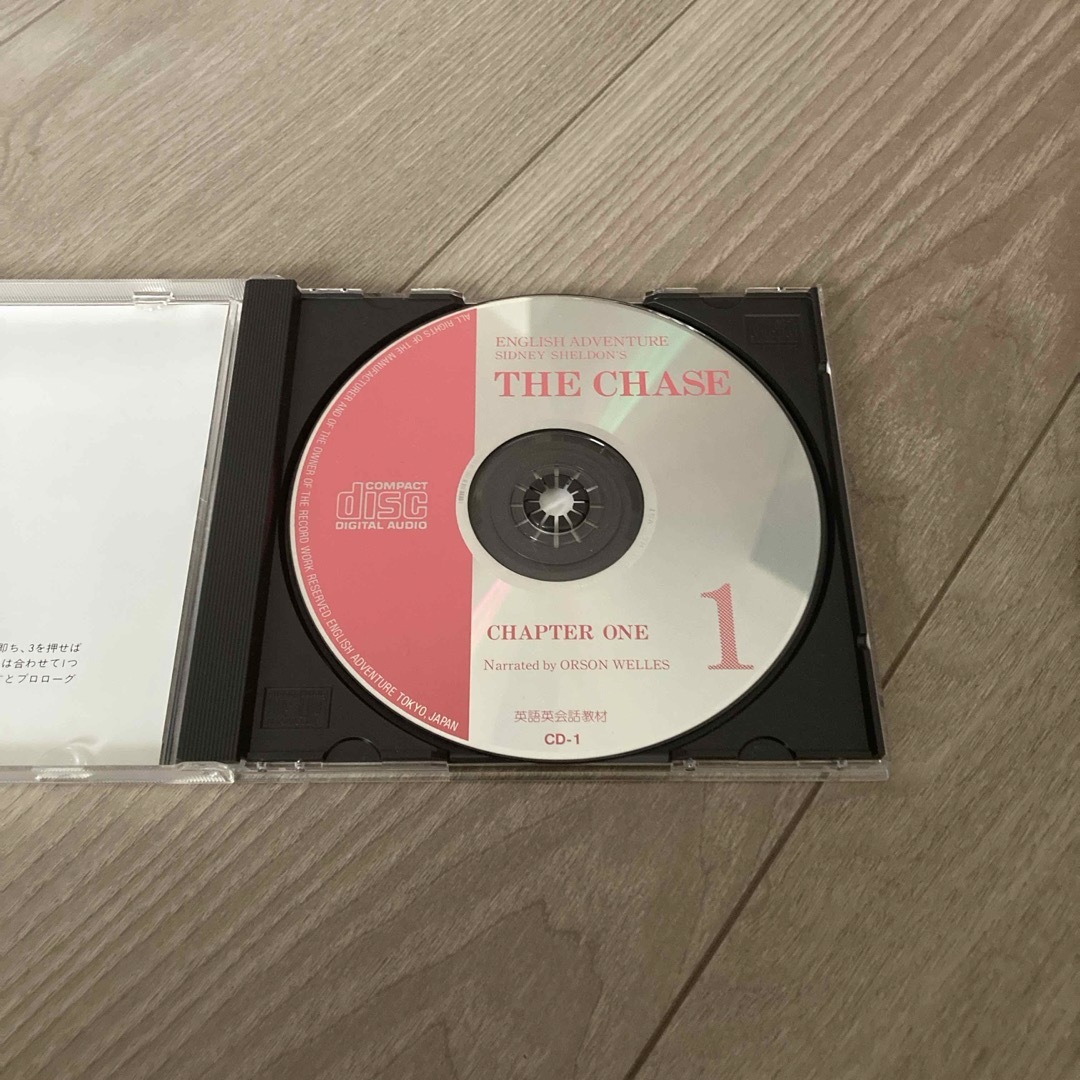 即ち、3を押せば
は合わせて1つ
とプロローグ
ENGLISH ADVENTURE
SIDNEY SHELDON'S
THE CHASE
COMPACT
disc
DIGITAL AUDIO
CHAPTER ONE
1
Narrated by ORSON WELLES
英語英会話教材
CD-1
ALL RIGHTS OF THE MANUFACTURER AND OF THE OWNER OF THE RECORD WORK RESERVED. ENGLISH ADVENTURE TOKYO, JAPAN